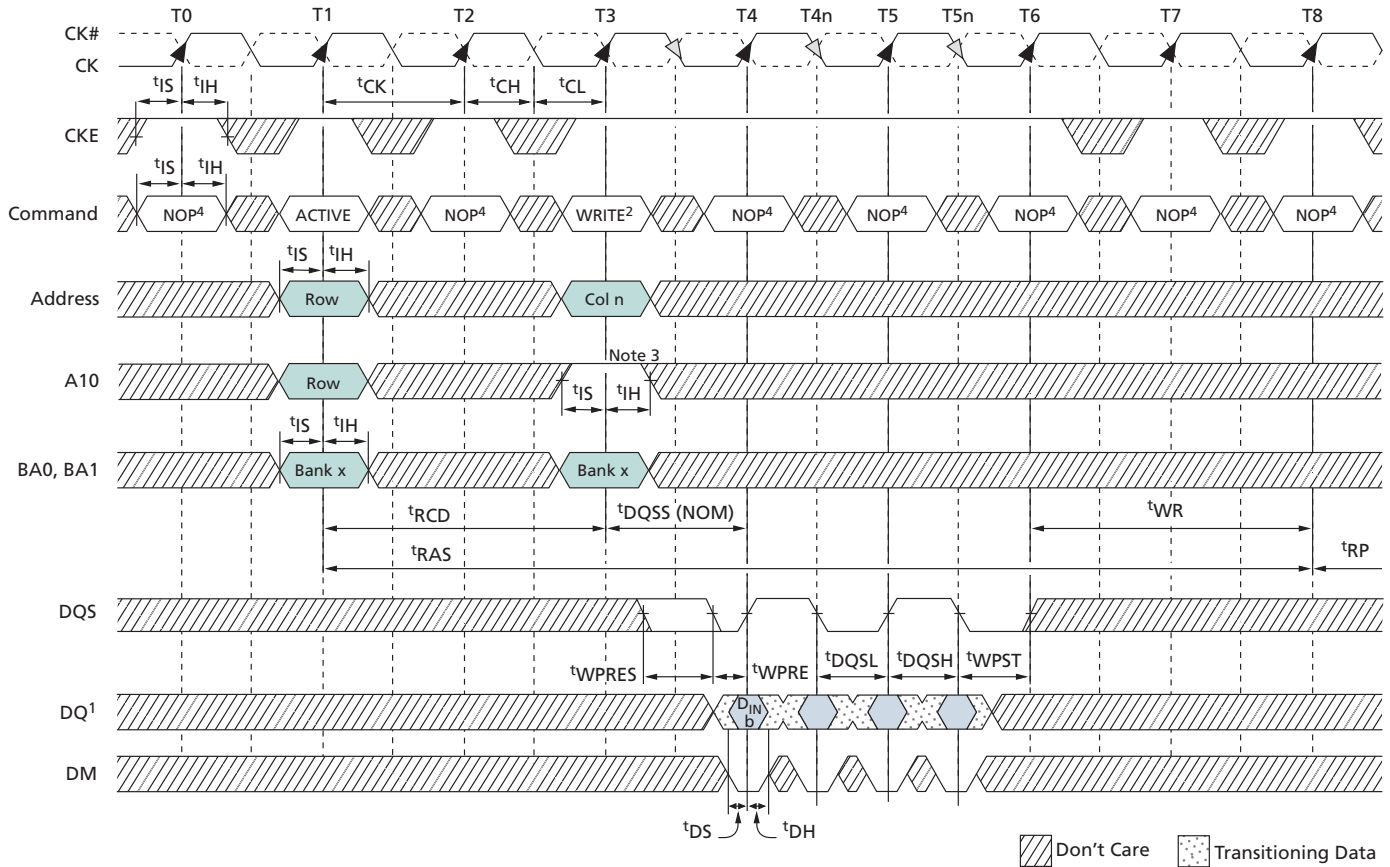 T0 T1 T2 T3 T4 T4n T5 T5n T6 T7 T8
CK#
CK
tIS tIH tCK tCH tCL
CKE
tIS tIH
Command NOP4 ACTIVE NOP4 WRITE2 NOP4 NOP4 NOP4 NOP4 NOP4
tIS tIH
Address Row Col n
Note 3
A10 Row
tIS tIH
tIS tIH
BA0, BA1 Bank x Bank x
tRCD tDQSS (NOM) tWR
tRAS tRP
DQS
tWPRES tWPRE tDQSL tDQSH tWPST
DQ1 DIN
b
DM
tDS tDH
Don't Care Transitioning Data